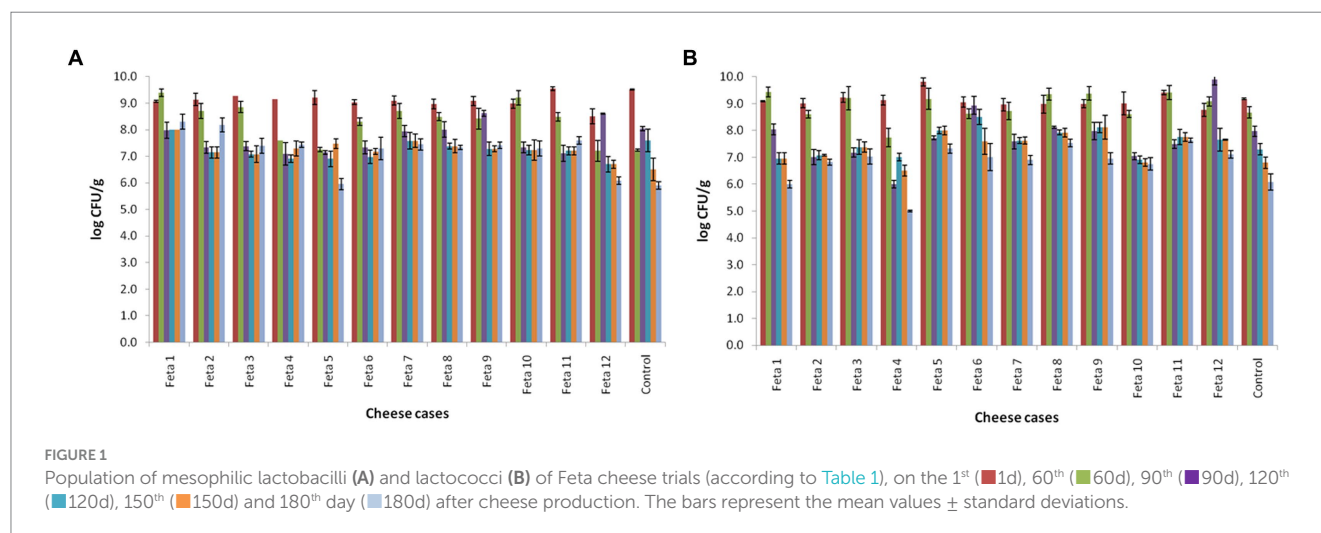 A
B
10.0
9.0
8.0
7.0
6.0
5.0
4.0
3.0
2.0
1.0
0.0
log CFU/g
Feta 1
Feta 2
Feta 3
Feta 4
Feta 5
Feta 6
Feta 7
Feta 8
Feta 9
Feta 10
Feta 11
Feta 12
Control
Cheese cases
10.0
9.0
8.0
7.0
6.0
5.0
4.0
3.0
2.0
1.0
0.0
log CFU/g
Feta 1
Feta 2
Feta 3
Feta 4
Feta 5
Feta 6
Feta 7
Feta 8
Feta 9
Feta 10
Feta 11
Feta 12
Control
Cheese cases
FIGURE 1
Population of mesophilic lactobacilli (A) and lactococci (B) of Feta cheese trials (according to Table 1), on the 1st (■1d), 60th (■60d), 90th (■90d), 120th
(■120d), 150th (■150d) and 180th day (■180d) after cheese production. The bars represent the mean values ± standard deviations.